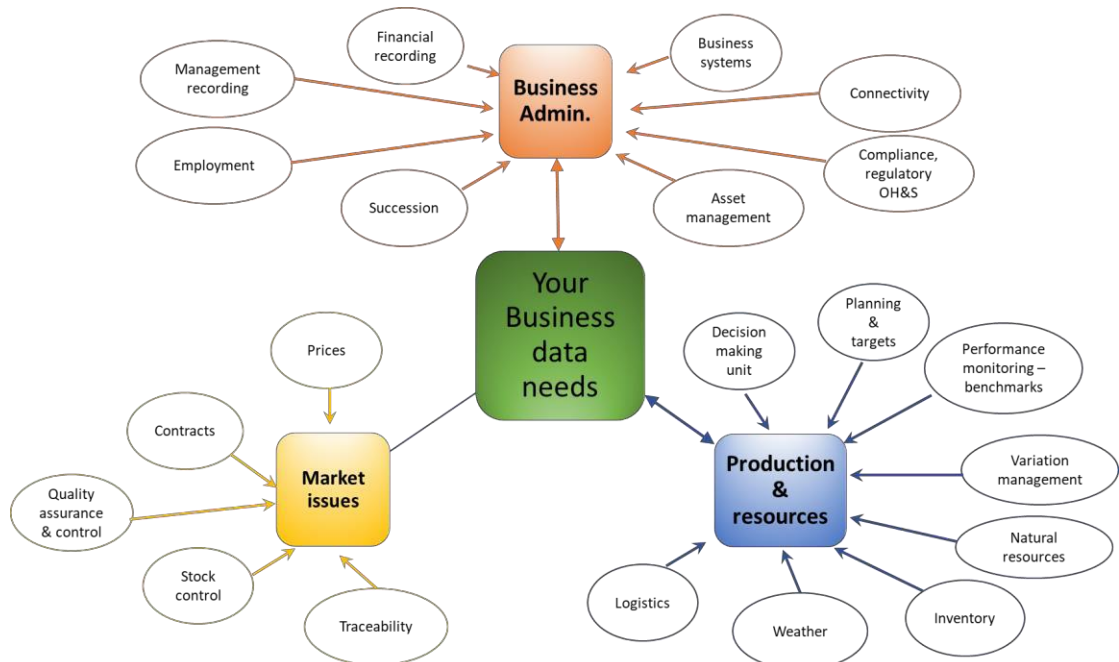 Financial
recording
Business
systems
Management
recording
Business
Admin.
Connectivity
Employment
Compliance,
regulatory
OH&S
Succession
Asset
management
Your
Business
data
needs
Prices
Decision
making
unit
Planning
&
targets
Performance
monitoring –
benchmarks
Contracts
Market
issues
Production
&
resources
Variation
management
Quality
assurance
& control
Natural
resources
Stock
control
Traceability
Logistics
Weather
Inventory